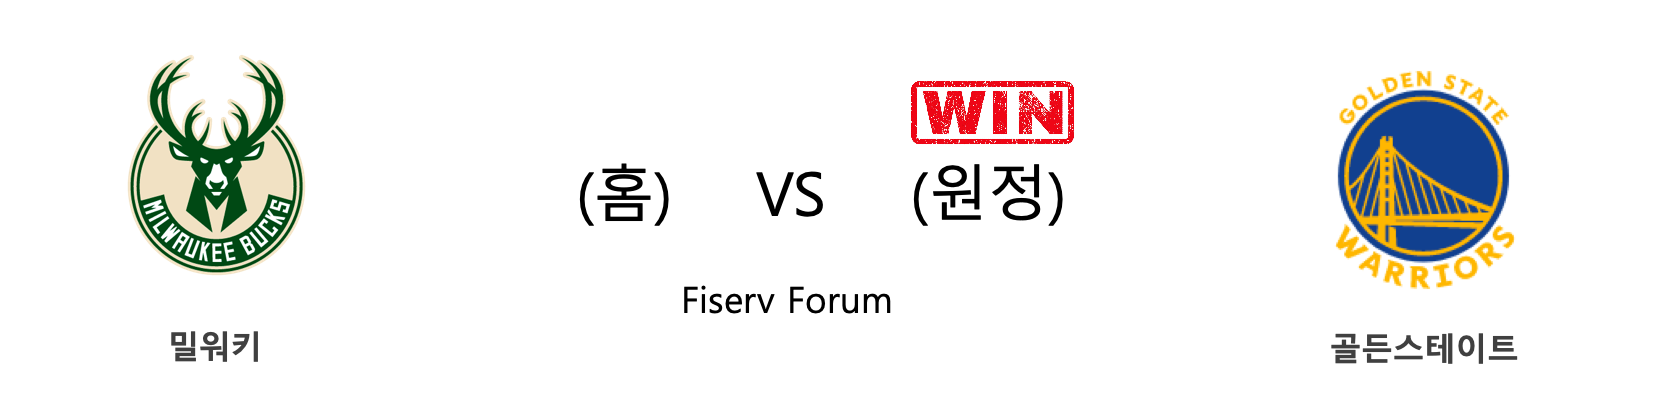 MILWAUKEE BUCKS
밀워키
WIN
(홈) VS (원정)
Fiserv Forum
GOLDEN STATE
WARRIORS
골든스테이트